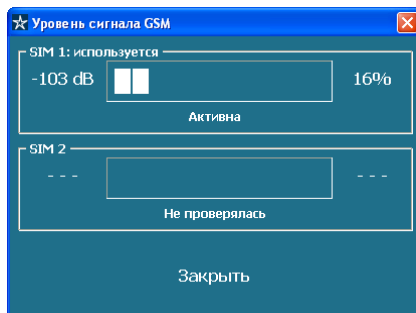 Уровень сигнала GSM
SIM 1: используется
-103 dB 16%
Активна
SIM 2
- - - - - -
Не проверялась
Закрыть